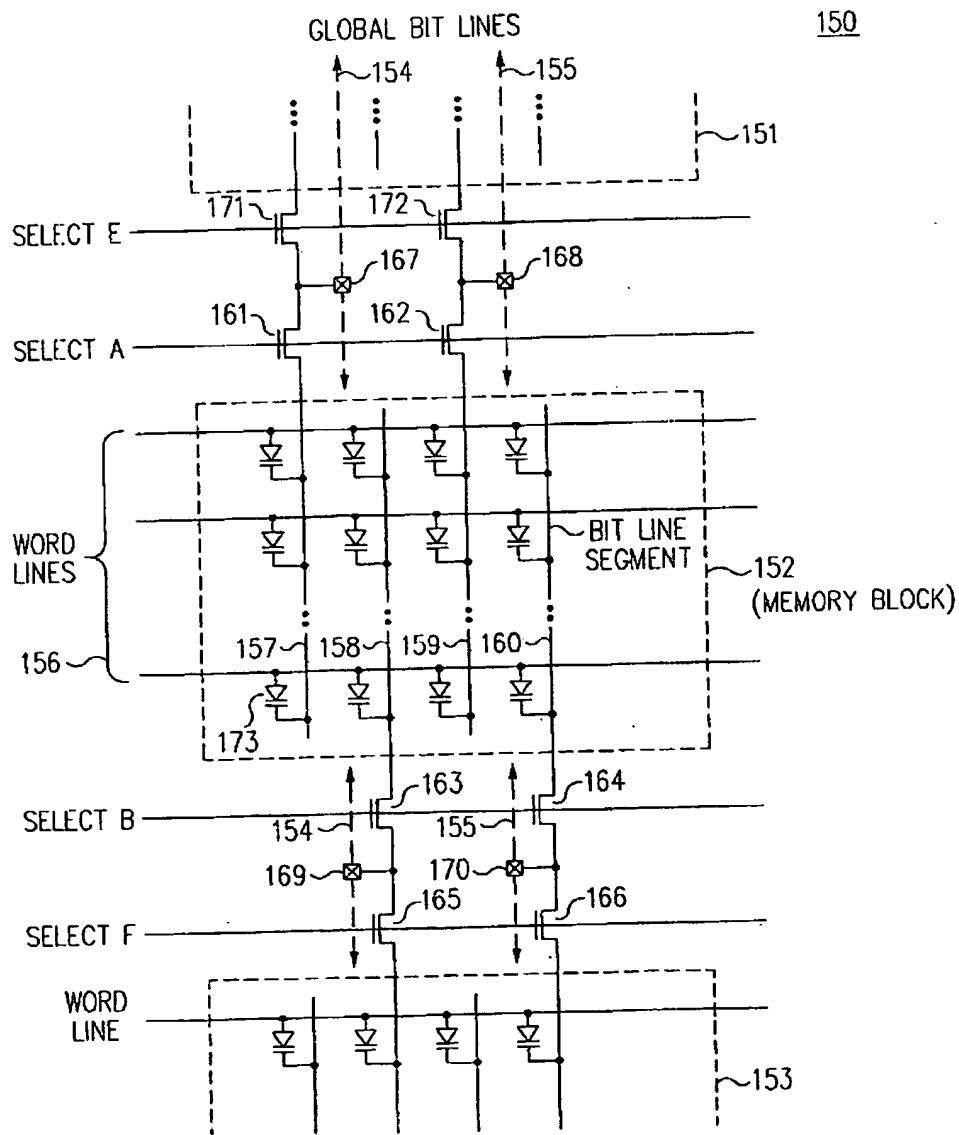 150
GLOBAL BIT LINES
154
155
151
171
172
SELECT E
167
168
161
162
SELECT A
WORD
LINES
BIT LINE
SEGMENT
152
(MEMORY BLOCK)
157
158
159
160
156
173
163
164
SELECT B
154
155
169
170
165
166
SELECT F
WORD
LINE
153